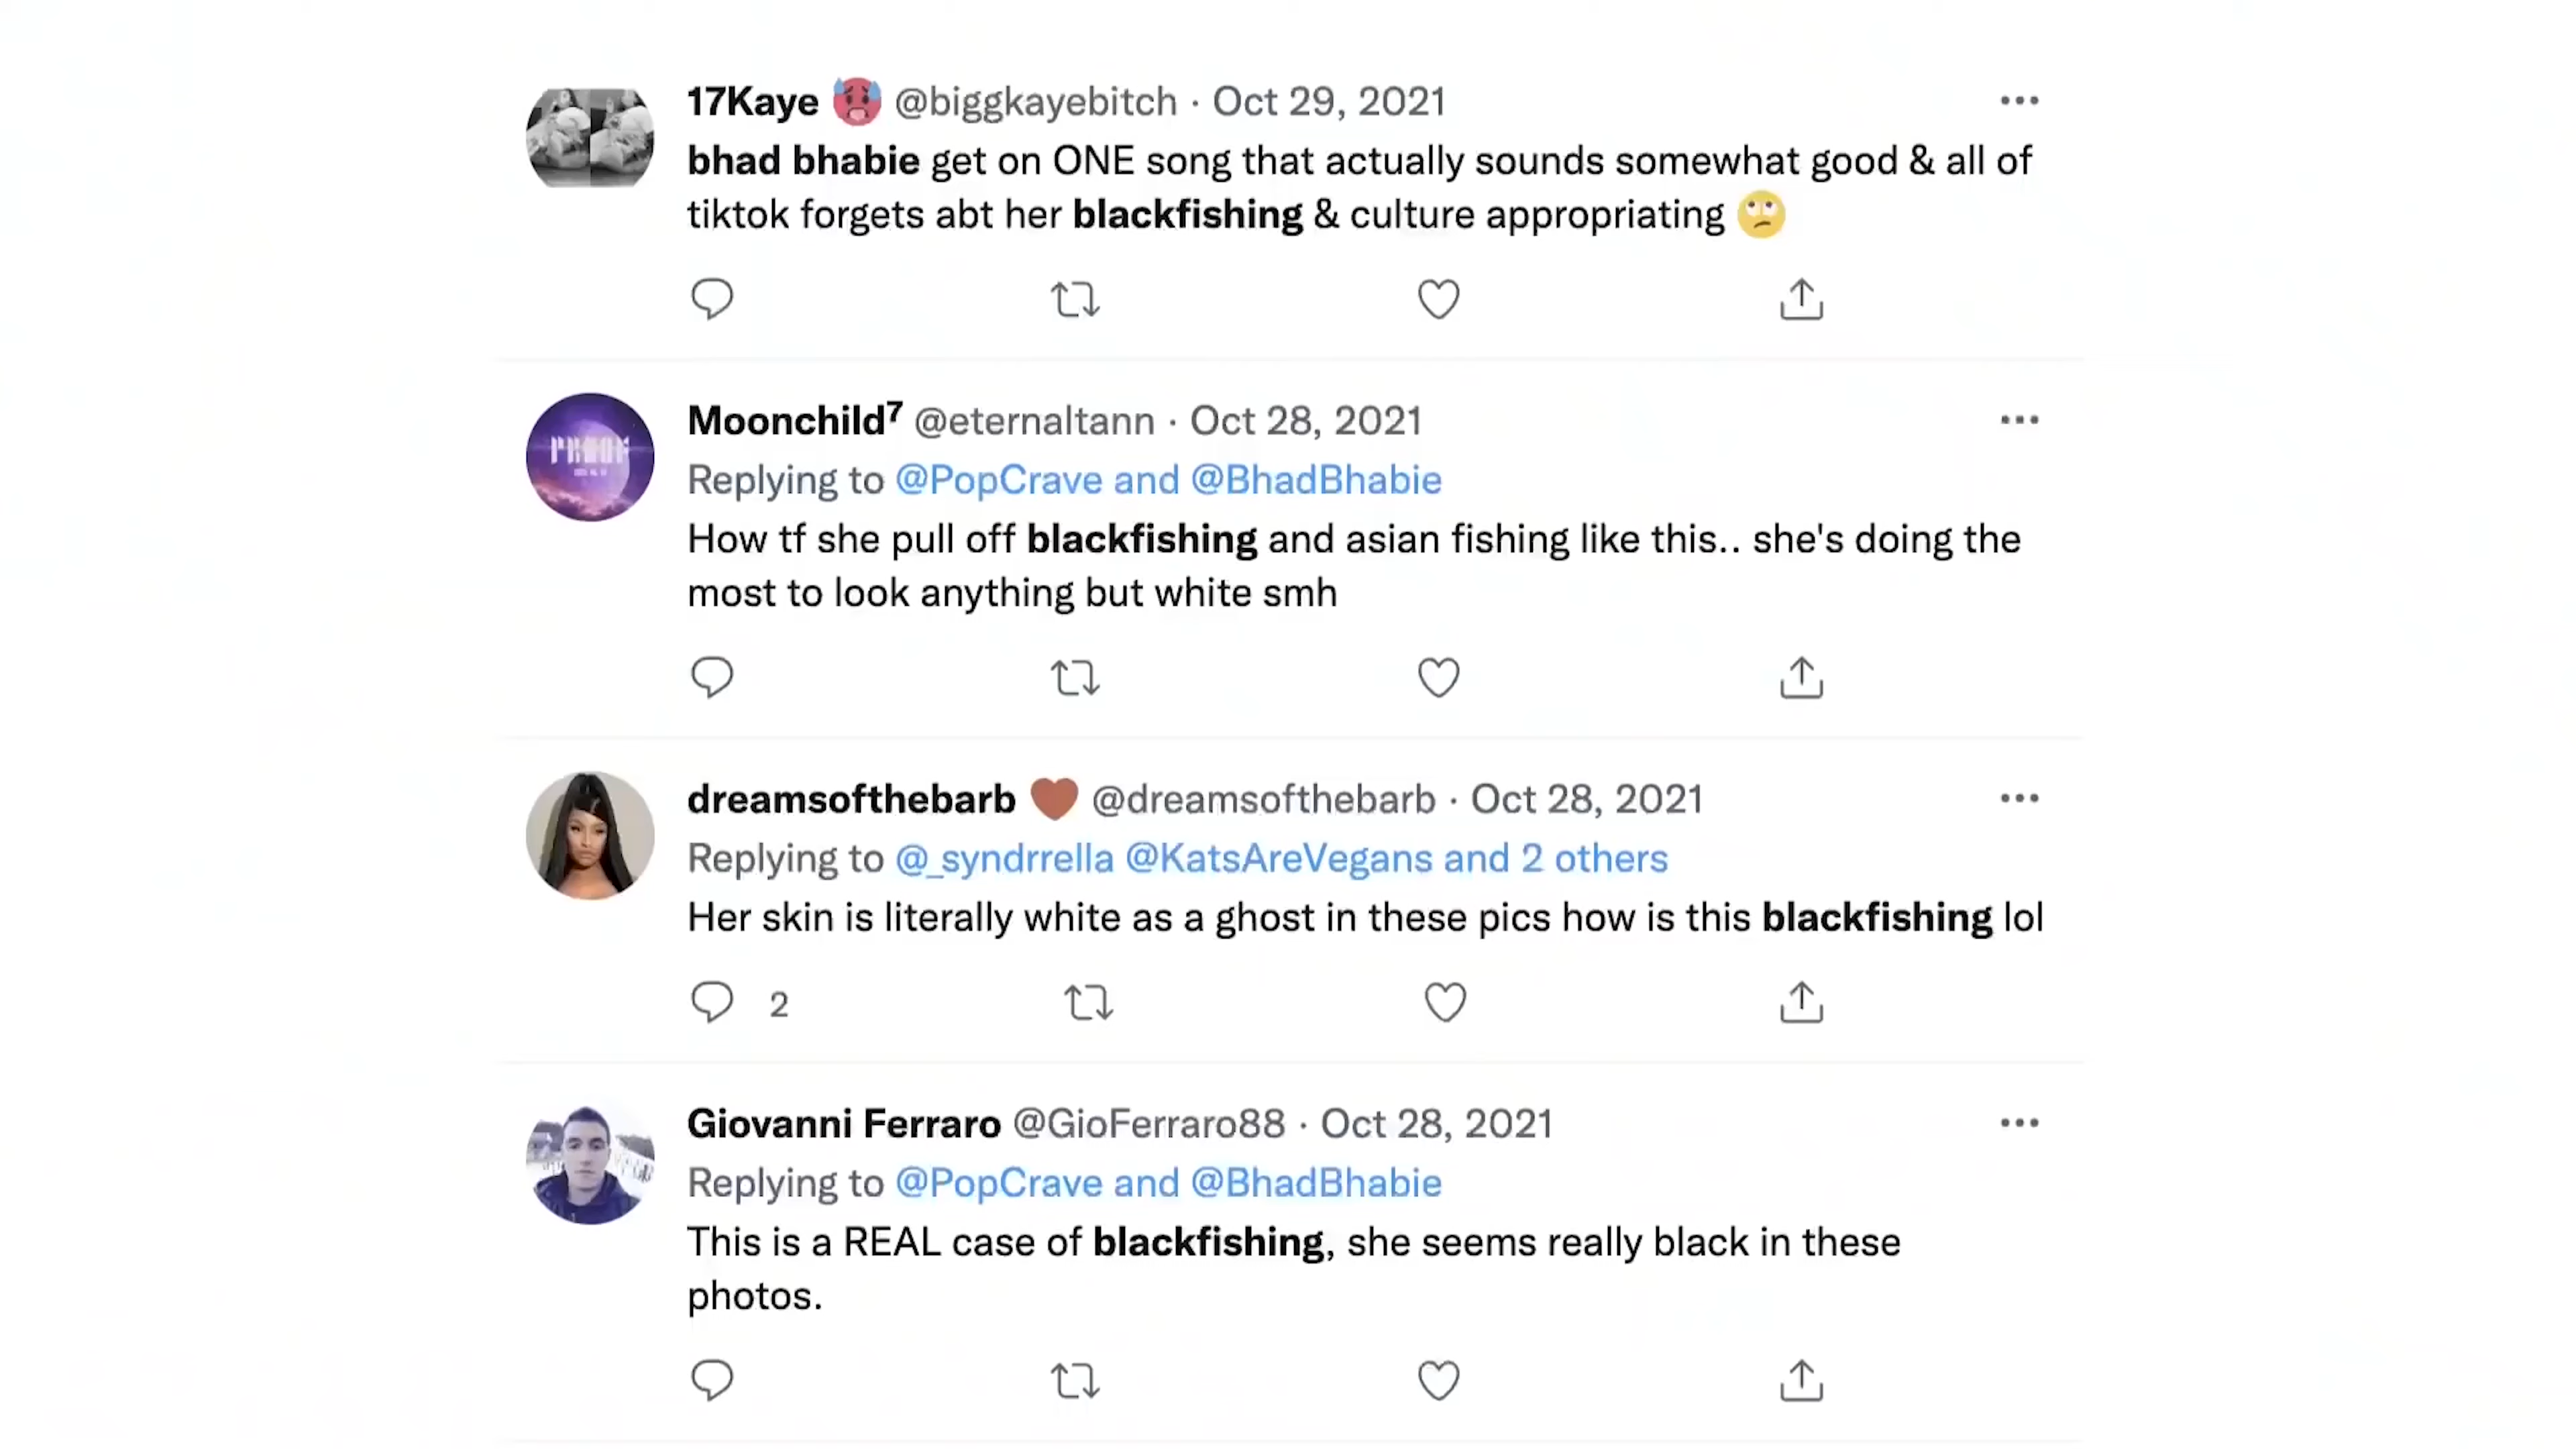 17Kaye 🥵 @biggkayebitch · Oct 29, 2021
bhad bhabie get on ONE song that actually sounds somewhat good & all of
tiktok forgets abt her blackfishing & culture appropriating 🙄
Moonchild⁷ @eternaltann · Oct 28, 2021
Replying to @PopCrave and @BhadBhabie
How tf she pull off blackfishing and asian fishing like this.. she's doing the
most to look anything but white smh
PROOF
dreamsofthebarb 🤎 @dreamsofthebarb · Oct 28, 2021
Replying to @_syndrrella @KatsAreVegans and 2 others
Her skin is literally white as a ghost in these pics how is this blackfishing lol
2
Giovanni Ferraro @GioFerraro88 · Oct 28, 2021
Replying to @PopCrave and @BhadBhabie
This is a REAL case of blackfishing, she seems really black in these
photos.